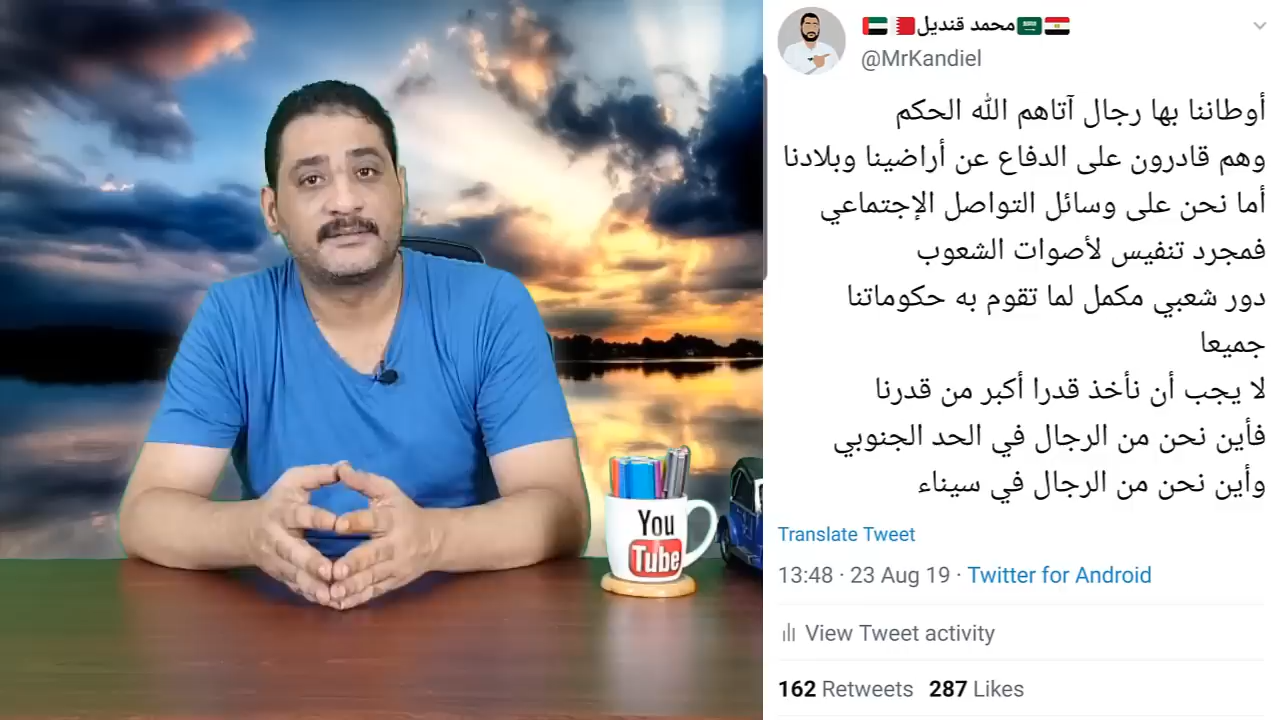 محمد قنديل
@MrKandiel
أوطاننا بها رجال آتاهم الله الحكم
وهم قادرون على الدفاع عن أراضينا وبلادنا
أما نحن على وسائل التواصل الإجتماعي
فمجرد تنفيس لأصوات الشعوب
دور شعبي مكمل لما تقوم به حكوماتنا
جميعا
لا يجب أن نأخذ قدرا أكبر من قدرنا
فأين نحن من الرجال في الحد الجنوبي
وأين نحن من الرجال في سيناء
Translate Tweet
13:48 · 23 Aug 19 · Twitter for Android
View Tweet activity
162 Retweets 287 Likes
You
Tube